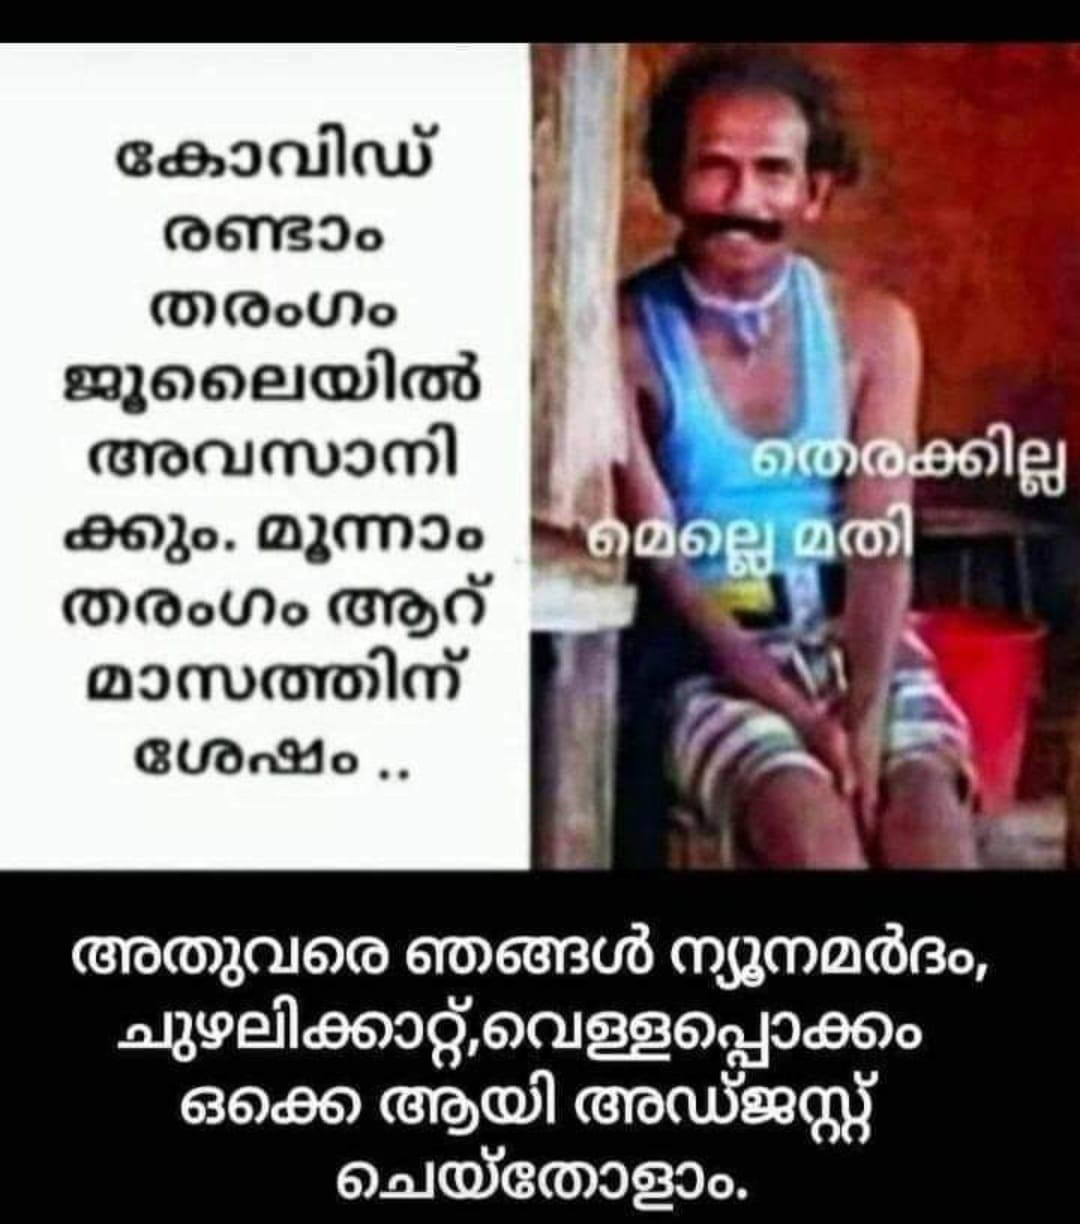 കോവിഡ്
രണ്ടാം
തരംഗം
ജൂലൈയിൽ
അവസാനി
ക്കും. മൂന്നാം
തരംഗം ആറ്
മാസത്തിന്
ശേഷം ..
തെരക്കില്ല
മെല്ലെ മതി
അതുവരെ ഞങ്ങൾ ന്യൂനമർദം,
ചുഴലിക്കാറ്റ്,വെള്ളപ്പൊക്കം
ഒക്കെ ആയി അഡ്ജസ്റ്റ്
ചെയ്തോളാം.